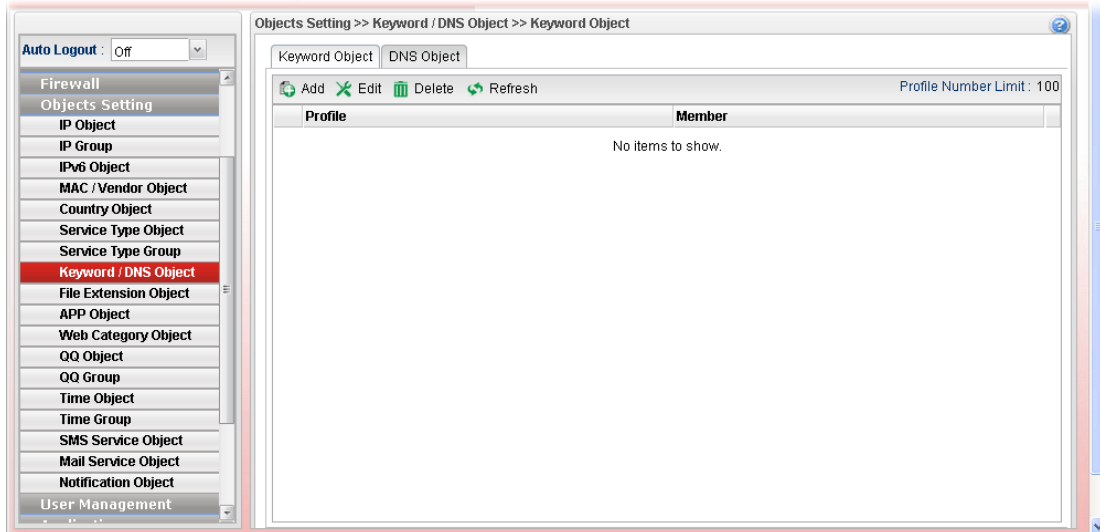 Objects Setting >> Keyword / DNS Object >> Keyword Object
Auto Logout : Off
Firewall
Objects Setting
IP Object
IP Group
IPv6 Object
MAC / Vendor Object
Country Object
Service Type Object
Service Type Group
Keyword / DNS Object
File Extension Object
APP Object
Web Category Object
QQ Object
QQ Group
Time Object
Time Group
SMS Service Object
Mail Service Object
Notification Object
User Management
Keyword Object DNS Object
Add Edit Delete Refresh Profile Number Limit : 100
Profile Member
No items to show.